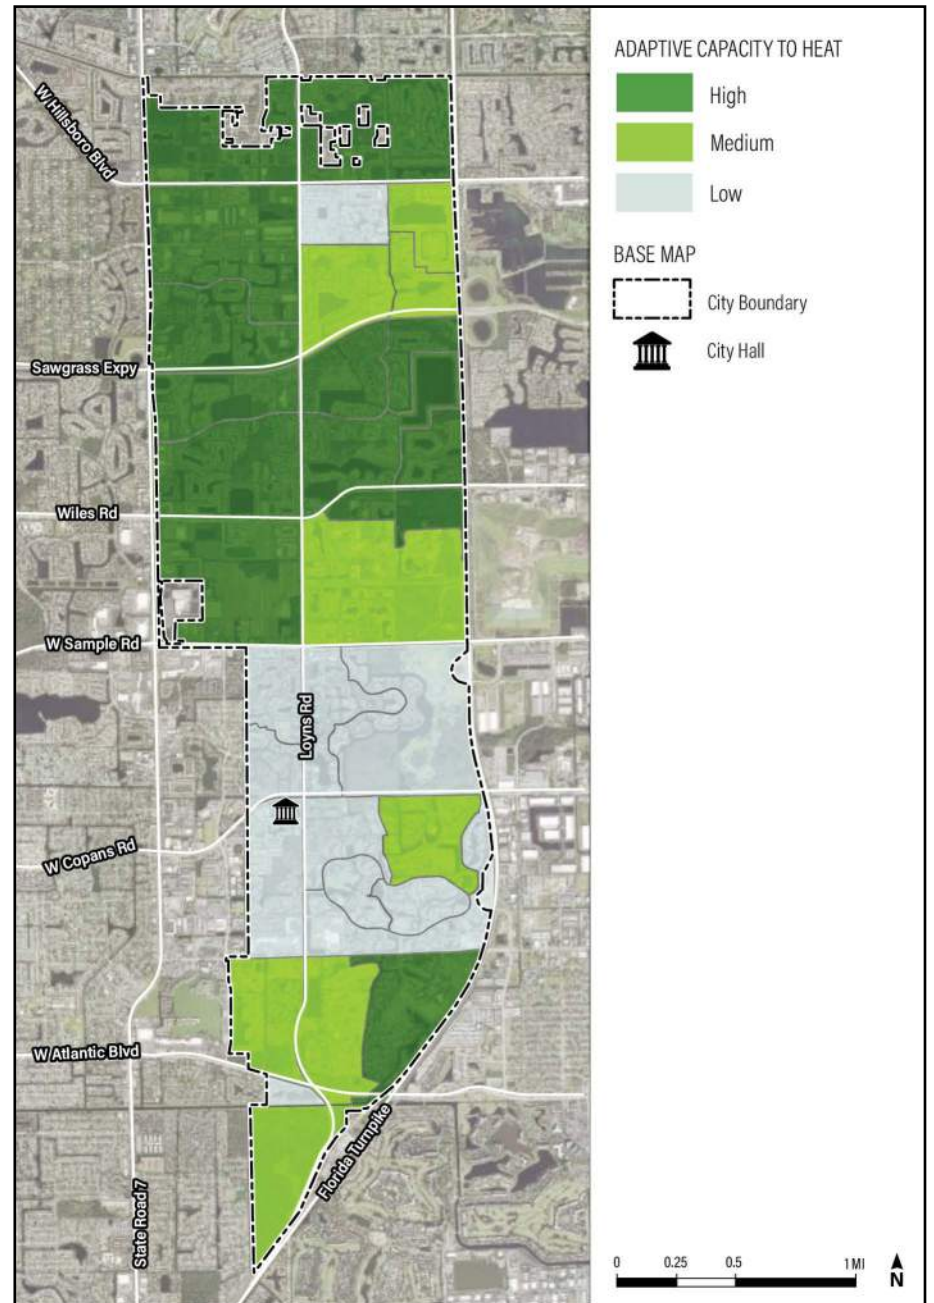 ADAPTIVE CAPACITY TO HEAT
High
Medium
Low
BASE MAP
City Boundary
City Hall
W Hillsboro Blvd
Sawgrass Expy
Wiles Rd
W Sample Rd
Loyns Rd
W Copans Rd
W Atlantic Blvd
Florida Turnpike
State Road 7
0 0.25 0.5 1 MI
N